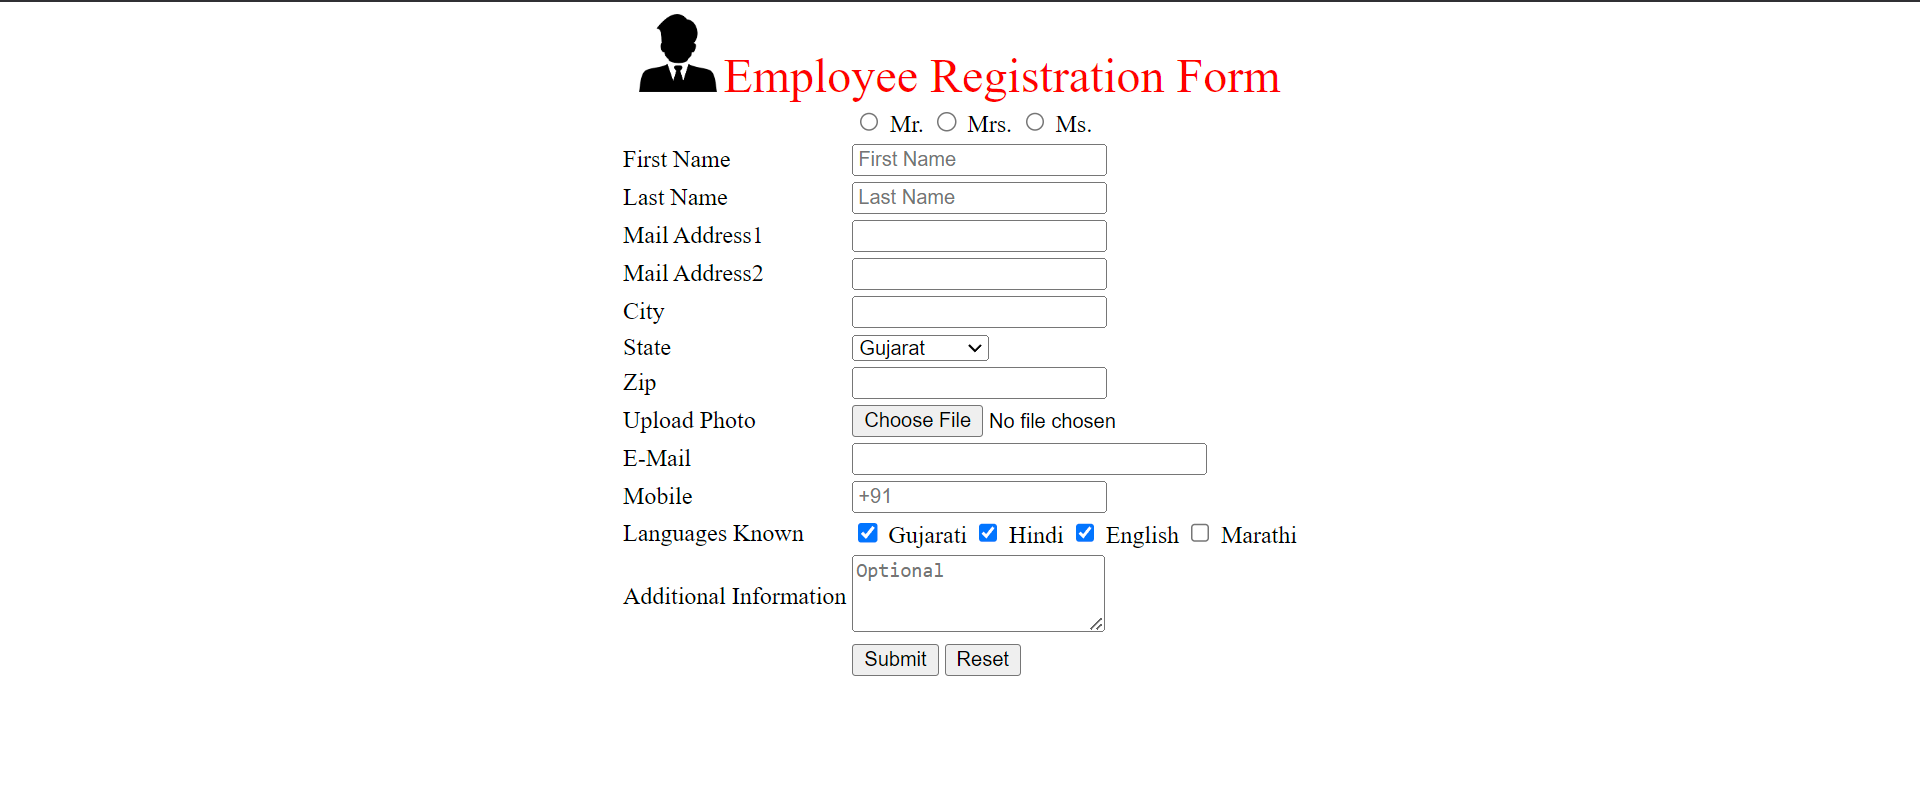 Employee Registration Form
Mr. Mrs. Ms.
First Name First Name
Last Name Last Name
Mail Address1
Mail Address2
City
State Gujarat
Zip
Upload Photo Choose File No file chosen
E-Mail
Mobile +91
Languages Known Gujarati Hindi English Marathi
Additional Information Optional
Submit Reset